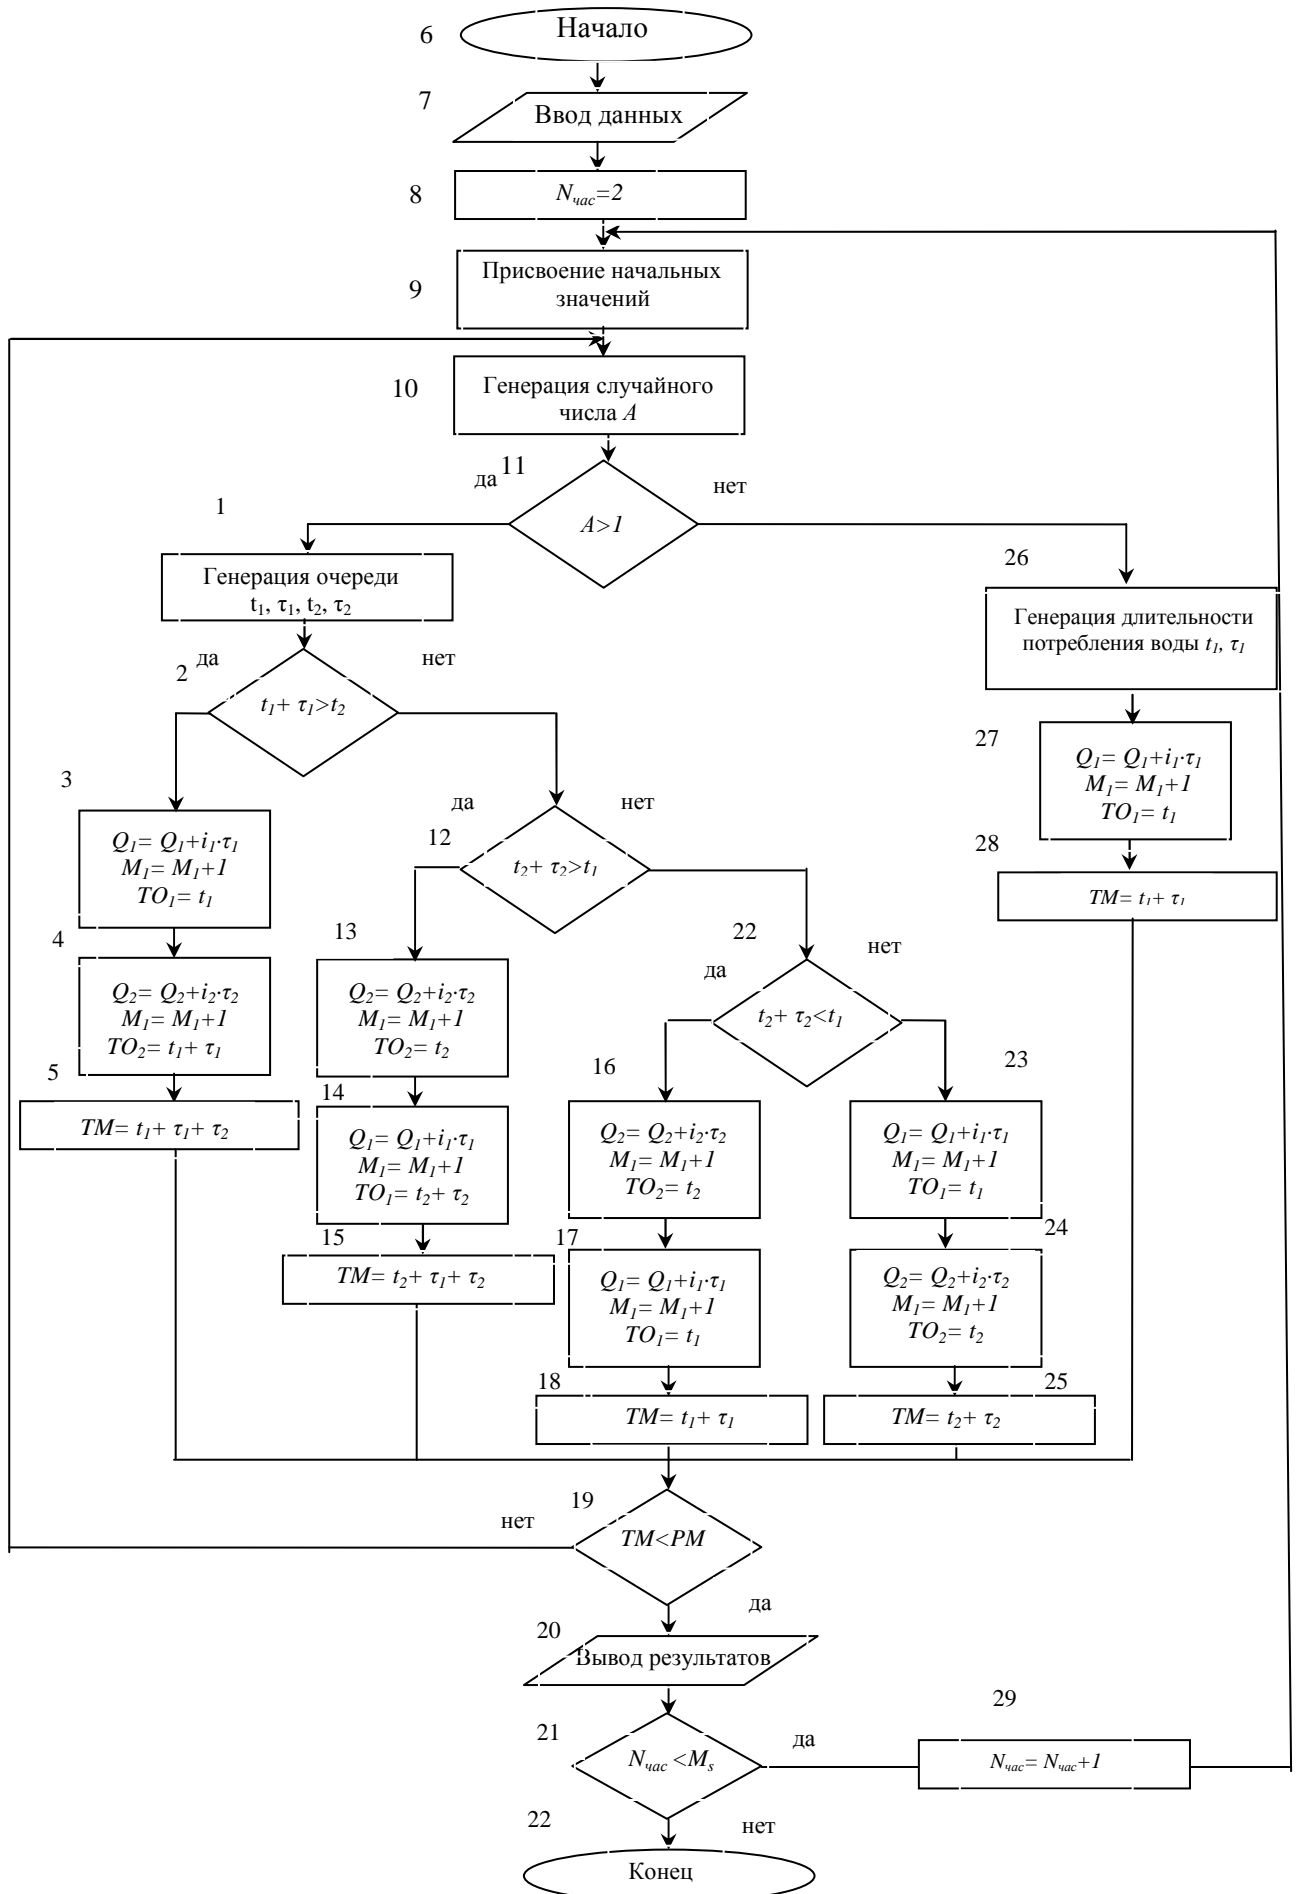 6
Начало
7
Ввод данных
8
N_час=2
9
Присвоение начальных
значений
10
Генерация случайного
числа A
да
11
нет
A>1
1
Генерация очереди
t₁, τ₁, t₂, τ₂
26
Генерация длительности
потребления воды t₁, τ₁
2
да
нет
t₁+ τ₁>t₂
27
Q₁= Q₁+i₁·τ₁
M₁= M₁+1
TO₁= t₁
3
Q₁= Q₁+i₁·τ₁
M₁= M₁+1
TO₁= t₁
да
нет
12
t₂+ τ₂>t₁
28
TM= t₁+ τ₁
4
Q₂= Q₂+i₂·τ₂
M₁= M₁+1
TO₂= t₁+ τ₁
13
Q₂= Q₂+i₂·τ₂
M₁= M₁+1
TO₂= t₂
22
да
нет
t₂+ τ₂<t₁
5
TM= t₁+ τ₁+ τ₂
14
Q₁= Q₁+i₁·τ₁
M₁= M₁+1
TO₁= t₂+ τ₂
16
Q₂= Q₂+i₂·τ₂
M₁= M₁+1
TO₂= t₂
23
Q₁= Q₁+i₁·τ₁
M₁= M₁+1
TO₁= t₁
15
TM= t₂+ τ₁+ τ₂
17
Q₁= Q₁+i₁·τ₁
M₁= M₁+1
TO₁= t₁
24
Q₂= Q₂+i₂·τ₂
M₁= M₁+1
TO₂= t₂
18
TM= t₁+ τ₁
25
TM= t₂+ τ₂
19
нет
TM<PM
да
20
Вывод результатов
21
N_час <M_s
да
29
N_час= N_час+1
22
нет
Конец